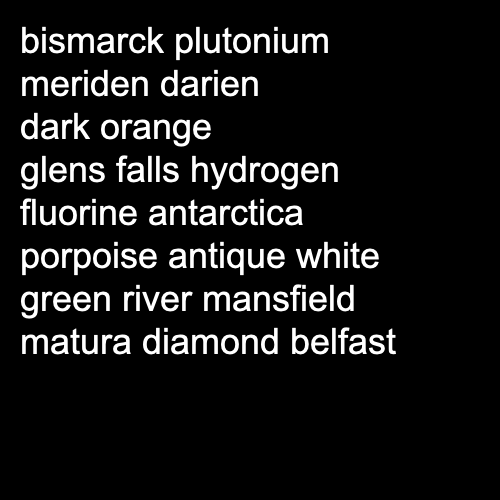 bismarck plutonium
meriden darien
dark orange
glens falls hydrogen
fluorine antarctica
porpoise antique white
green river mansfield
matura diamond belfast